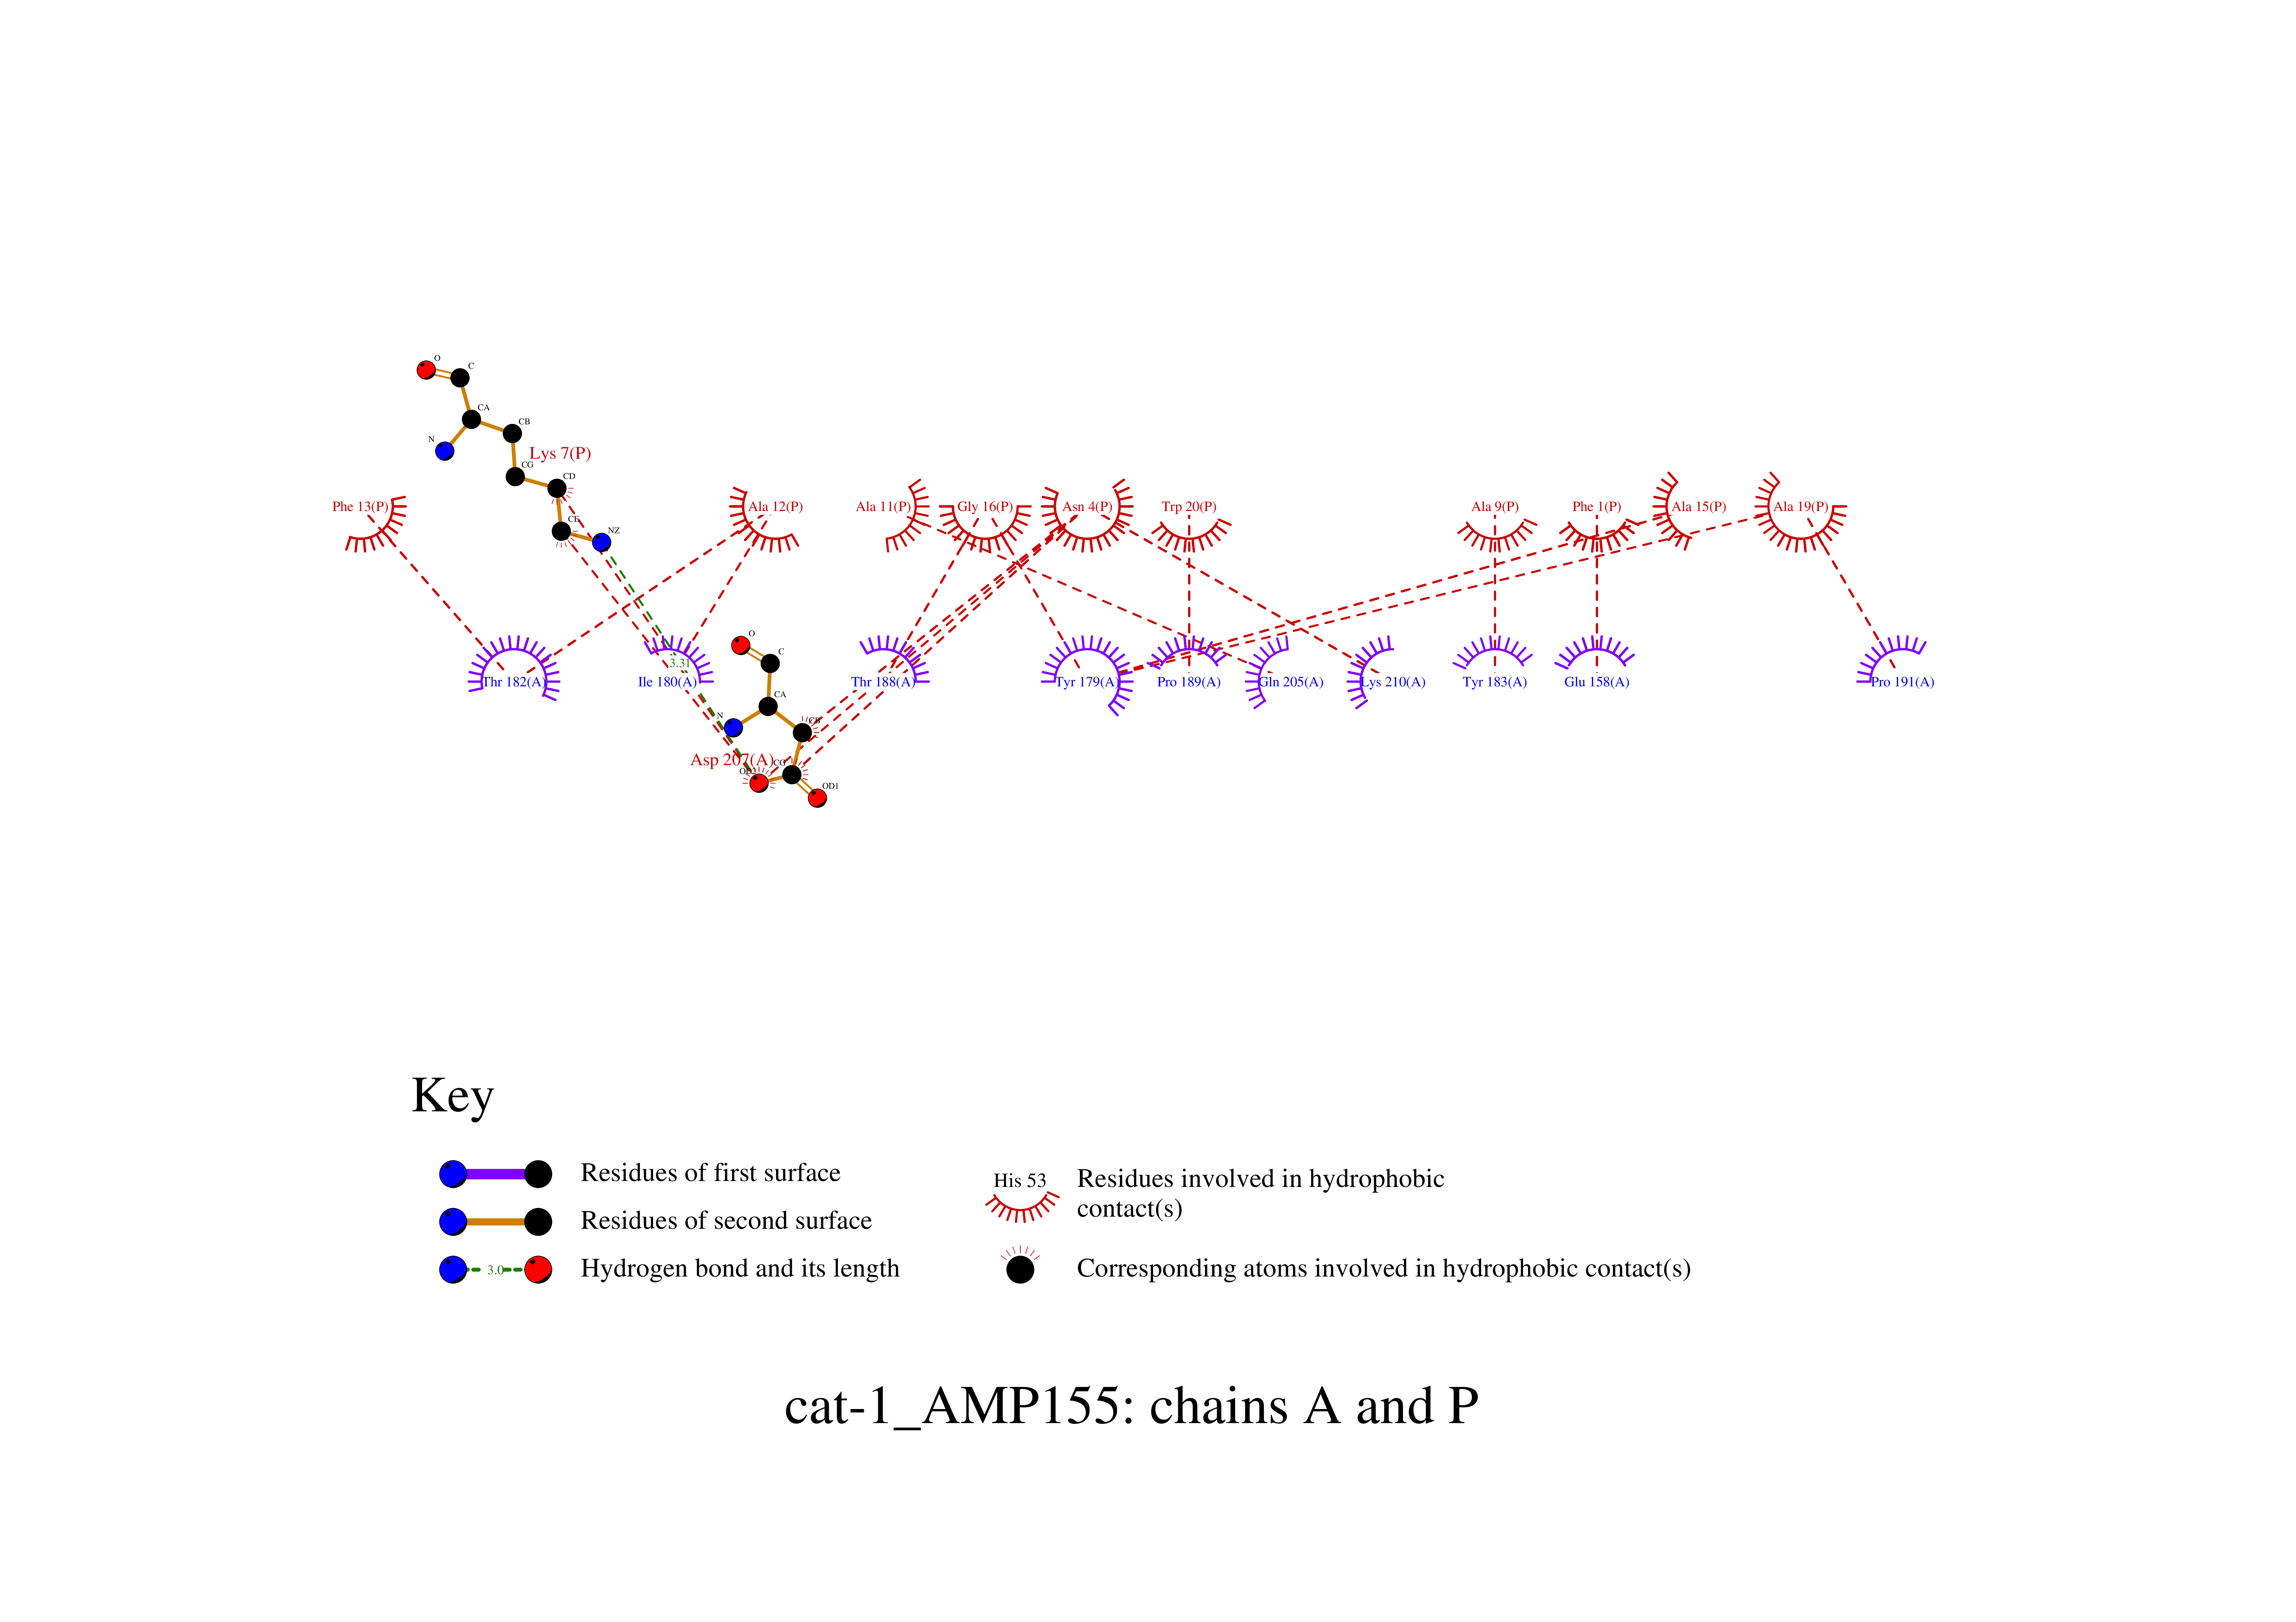 O
C
CA
CB
N
Lys 7(P)
CG
CD
CE
NZ
Phe 13(P)
Ala 12(P)
Ala 11(P)
Gly 16(P)
Asn 4(P)
Trp 20(P)
Ala 9(P)
Phe 1(P)
Ala 15(P)
Ala 19(P)
O
C
3.31
Thr 182(A)
Ile 180(A)
Thr 188(A)
Tyr 179(A)
Pro 189(A)
Gln 205(A)
Lys 210(A)
Tyr 183(A)
Glu 158(A)
Pro 191(A)
CA
N
CB
Asp 207(A)
CG
OD1
Key
Residues of first surface
Residues of second surface
3.0
Hydrogen bond and its length
His 53
Residues involved in hydrophobic
contact(s)
Corresponding atoms involved in hydrophobic contact(s)
cat-1_AMP155: chains A and P